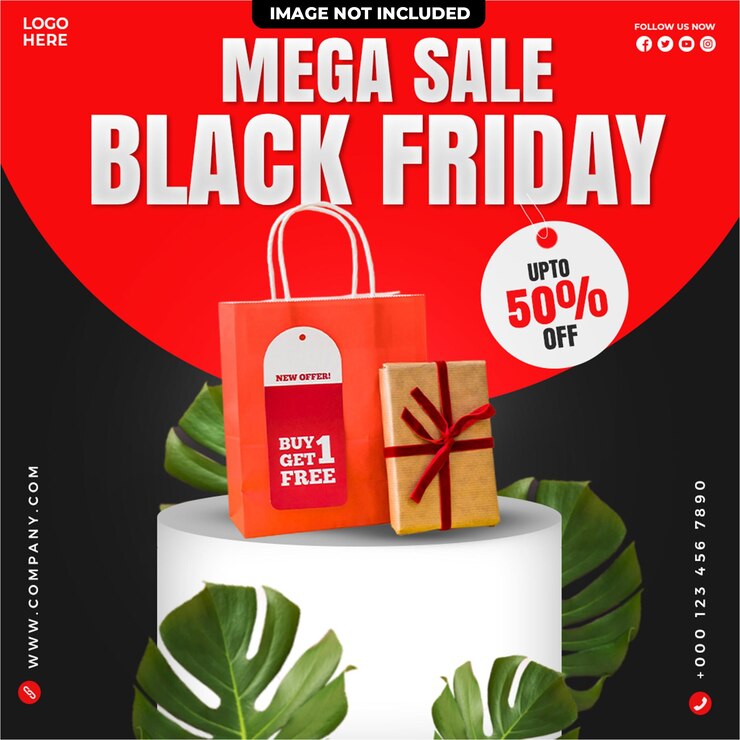 IMAGE NOT INCLUDED
LOGO
HERE
FOLLOW US NOW
MEGA SALE
BLACK FRIDAY
UPTO
50%
OFF
NEW OFFER!
BUY 1
GET
FREE
WWW.COMPANY.COM
+000 123 456 7890